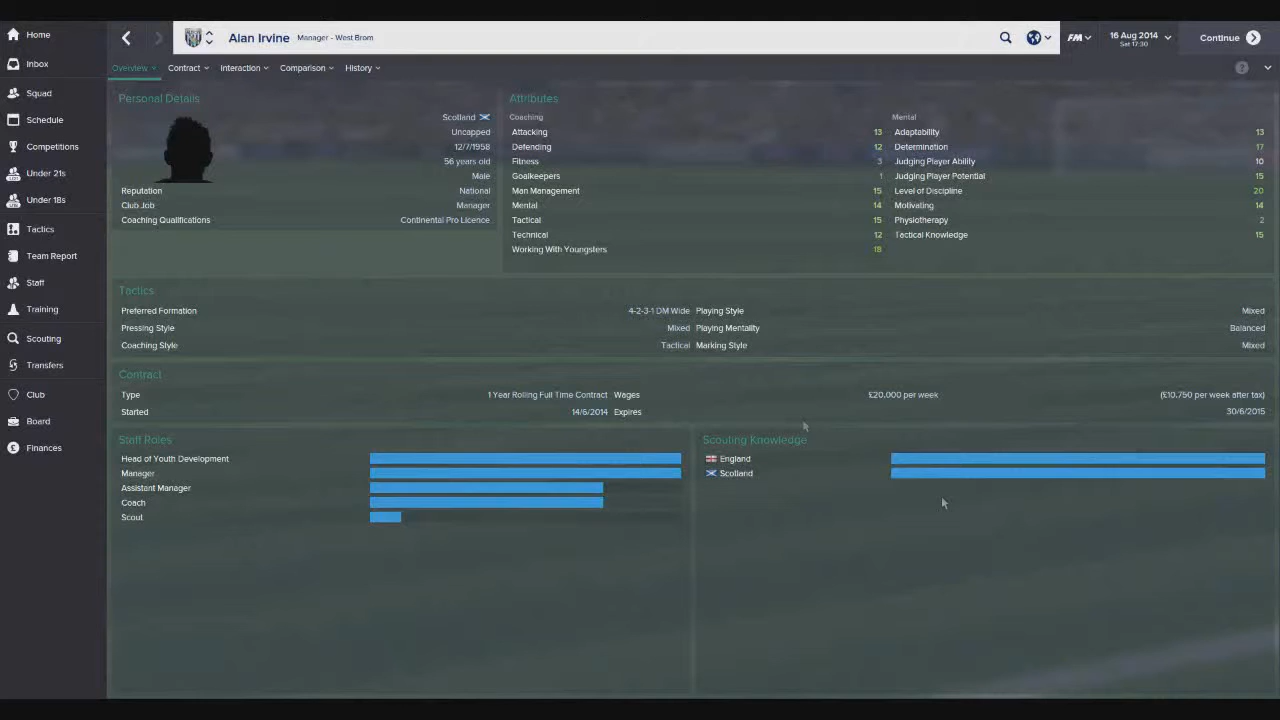 Home
Inbox
Squad
Schedule
Competitions
Under 21s
Under 18s
Tactics
Team Report
Staff
Training
Scouting
Transfers
Club
Board
Finances
Alan Irvine Manager - West Brom
FM
16 Aug 2014
Sat 17:30
Continue
Overview Contract Interaction Comparison History
Personal Details
Scotland
Uncapped
12/7/1958
56 years old
Male
Reputation National
Club Job Manager
Coaching Qualifications Continental Pro Licence
Attributes
Coaching
Attacking 13
Defending 12
Fitness 3
Goalkeepers 1
Man Management 15
Mental 14
Tactical 15
Technical 12
Working With Youngsters
Mental
Adaptability 13
Determination 17
Judging Player Ability 10
Judging Player Potential 15
Level of Discipline 20
Motivating 14
Physiotherapy 2
Tactical Knowledge 15
Tactics
Preferred Formation 4-2-3-1 DM Wide Playing Style Mixed
Pressing Style Mixed Playing Mentality Balanced
Coaching Style Tactical Marking Style Mixed
Contract
Type 1 Year Rolling Full Time Contract Wages £20,000 per week (£10,750 per week after tax)
Started 14/6/2014 Expires 30/6/2015
Staff Roles
Head of Youth Development
Manager
Assistant Manager
Coach
Scout
Scouting Knowledge
England
Scotland